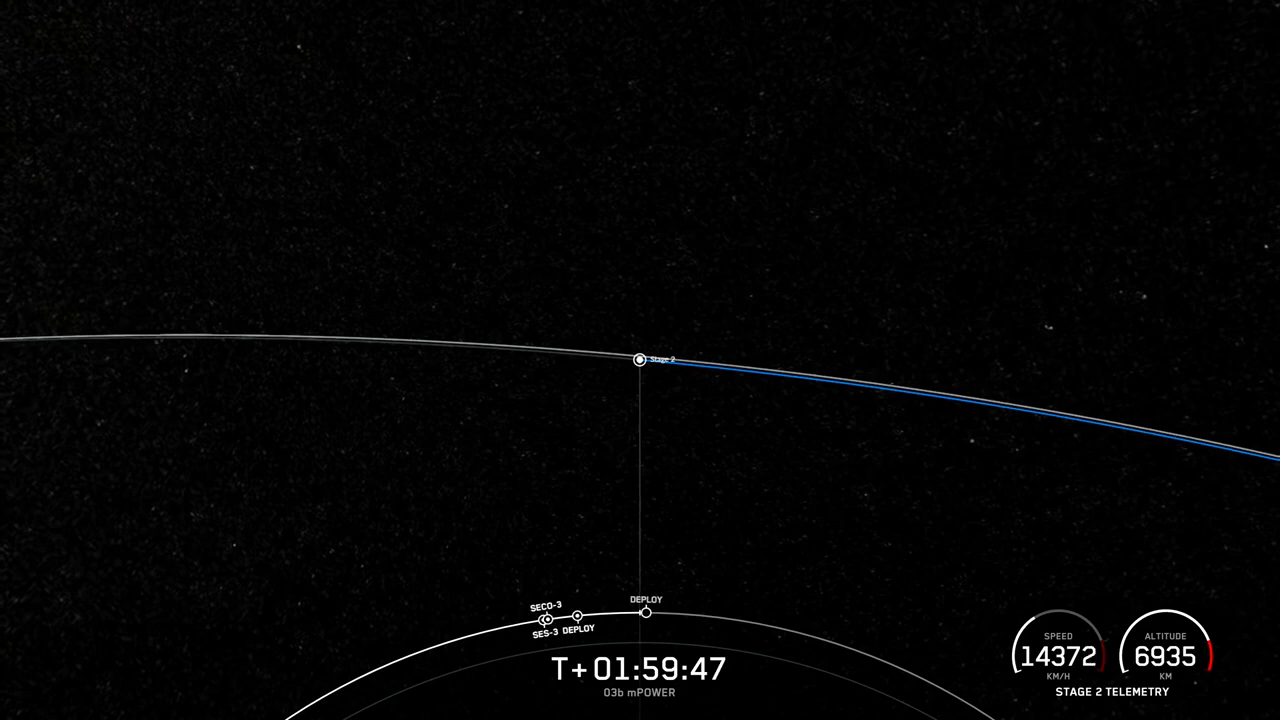 Stage 2
DEPLOY
SECO-3
SES-3 DEPLOY
T+01:59:47
03b mPOWER
SPEED
14372
KM/H
ALTITUDE
6935
KM
STAGE 2 TELEMETRY